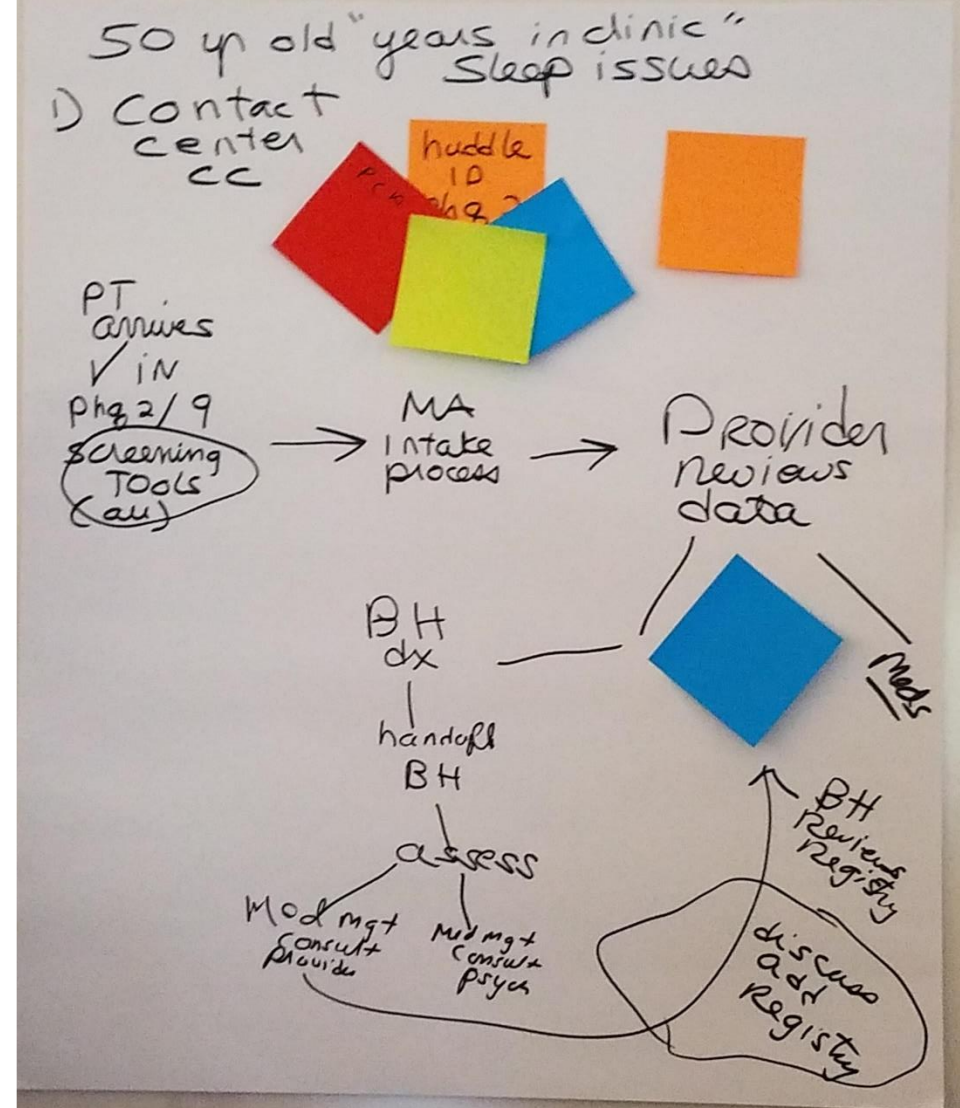 50 yr old "years in clinic"
Sleep issues
1) Contact
center
CC
huddle
ID
phq 2
PT
arrives
✓ iN
phq 2/9
Screening
TOOLS
(all)
MA
intake
process
Provider
reviews
data
BH
dx
Meds
handoff
BH
assess
Med mgt
consult
provider
Med mgt
Consult
psych
BH
Reviews
Registry
discuss
add
Registry